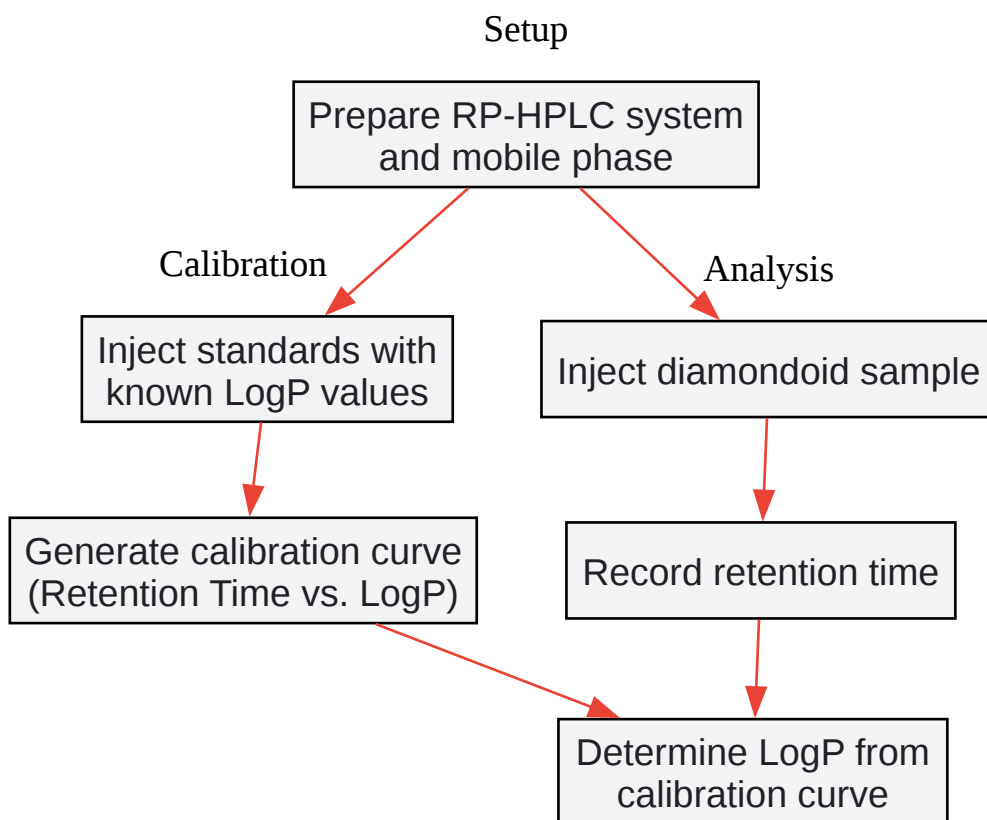 Setup
Prepare RP-HPLC system
and mobile phase
Calibration
Analysis
Inject standards with
known LogP values
Inject diamondoid sample
Generate calibration curve
(Retention Time vs. LogP)
Record retention time
Determine LogP from
calibration curve